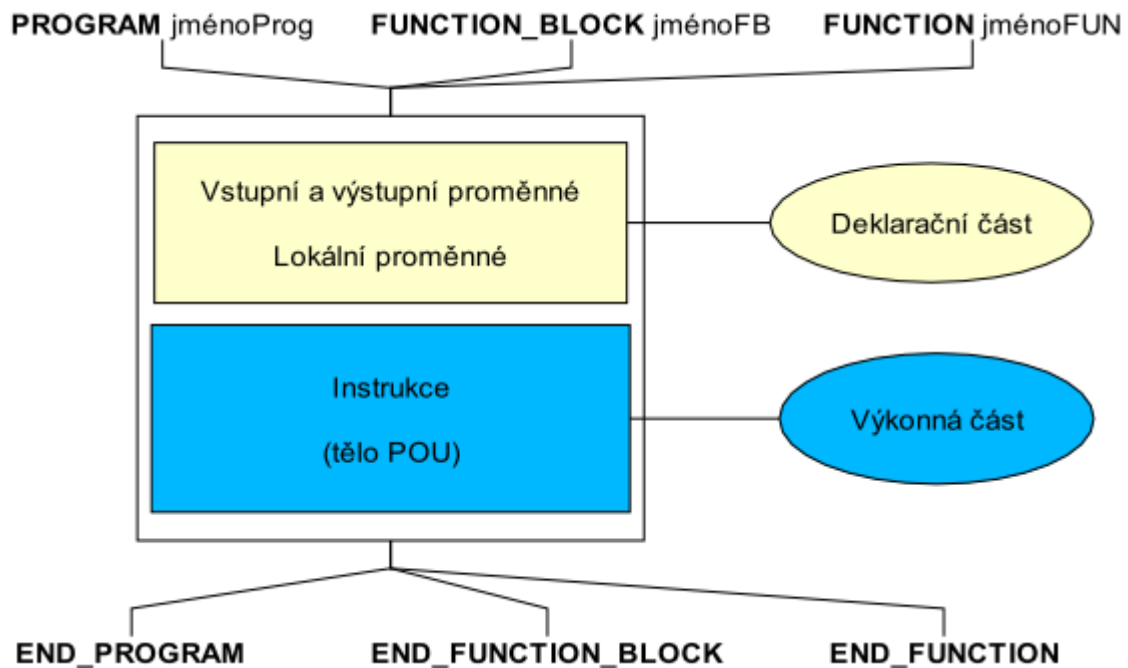 PROGRAM jménoProg
FUNCTION_BLOCK jménoFB
FUNCTION jménoFUN
Vstupní a výstupní proměnné
Lokální proměnné
Deklarační část
Instrukce
(tělo POU)
Výkonná část
END_PROGRAM
END_FUNCTION_BLOCK
END_FUNCTION